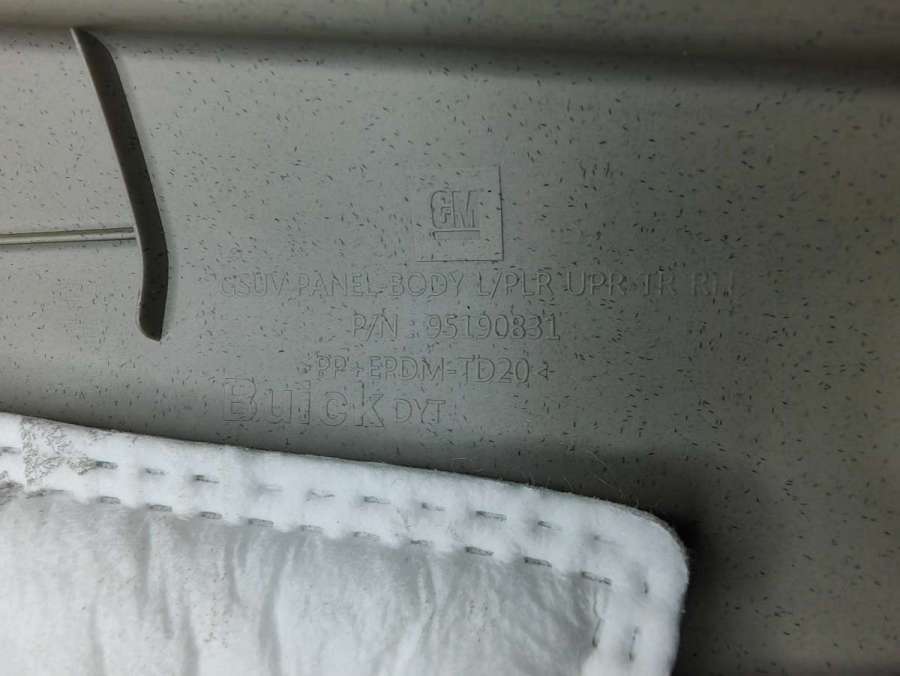 GM
GSUV PANEL-BODY L/PLR UPR TR RH
P/N : 95190831
>PP+EPDM-TD20<
Buick DYT